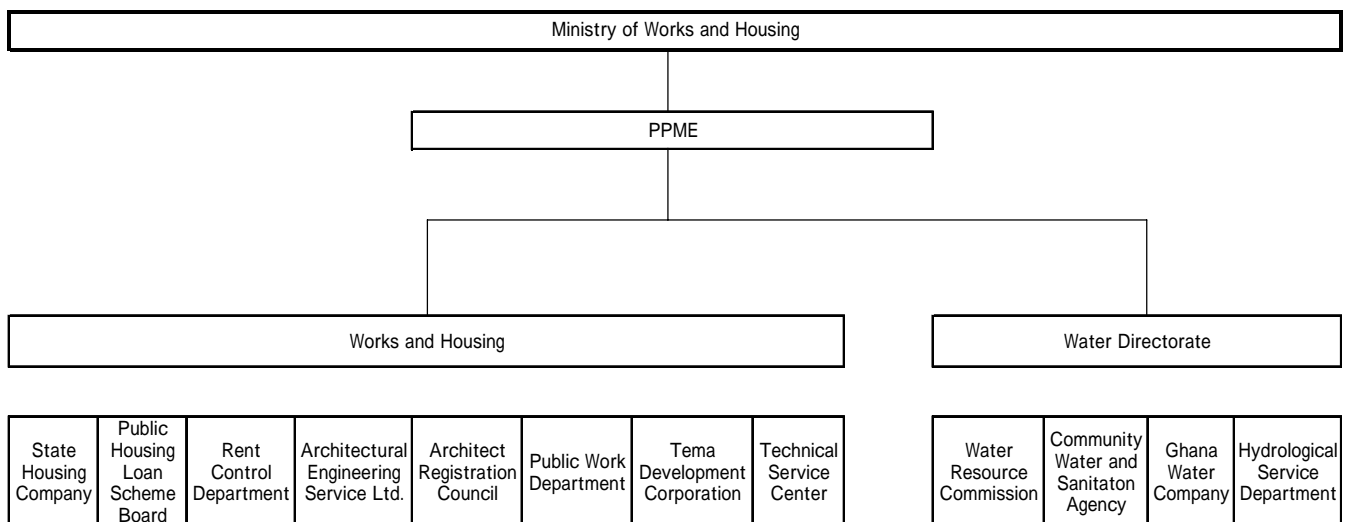 Ministry of Works and Housing
PPME
Works and Housing
Water Directorate
State
Housing
Company
Public
Housing
Loan
Scheme
Board
Rent
Control
Department
Architectural
Engineering
Service Ltd.
Architect
Registration
Council
Public Work
Department
Tema
Development
Corporation
Technical
Service
Center
Water
Resource
Commission
Community
Water and
Sanitaton
Agency
Ghana
Water
Company
Hydrological
Service
Department